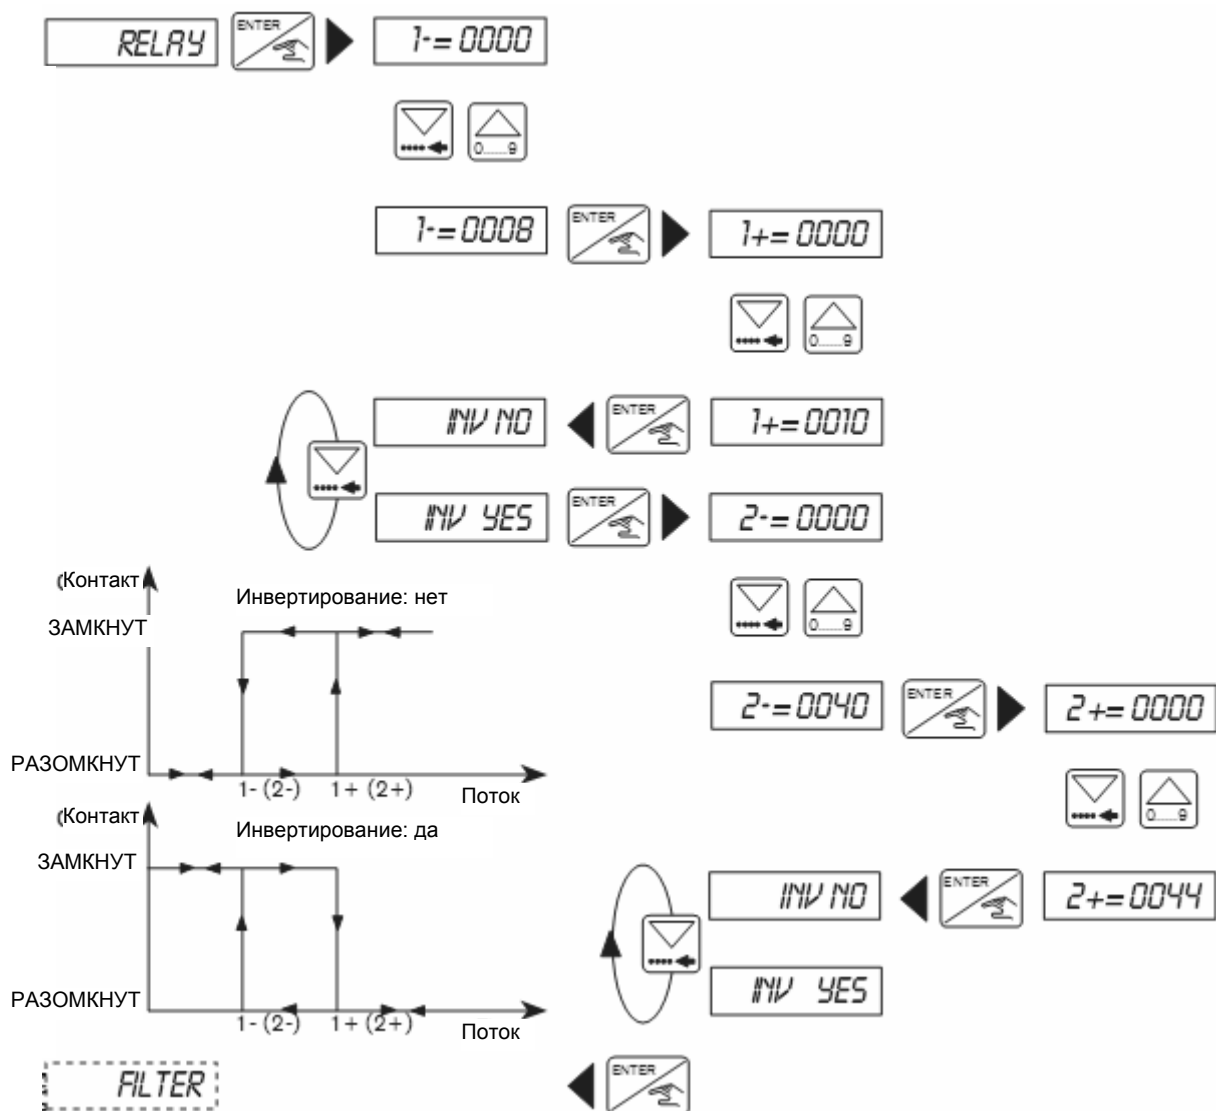 RELAY ENTER 1-=0000
0.....9
1-=0008 ENTER 1+=0000
0.....9
INV NO ENTER 1+=0010
INV YES ENTER 2-=0000
0.....9
(Контакт
Инвертирование: нет
ЗАМКНУТ
РАЗОМКНУТ
1- (2-) 1+ (2+)
Поток
2-=0040 ENTER 2+=0000
0.....9
(Контакт
Инвертирование: да
ЗАМКНУТ
РАЗОМКНУТ
1- (2-) 1+ (2+)
Поток
INV NO ENTER 2+=0044
INV YES
FILTER ENTER